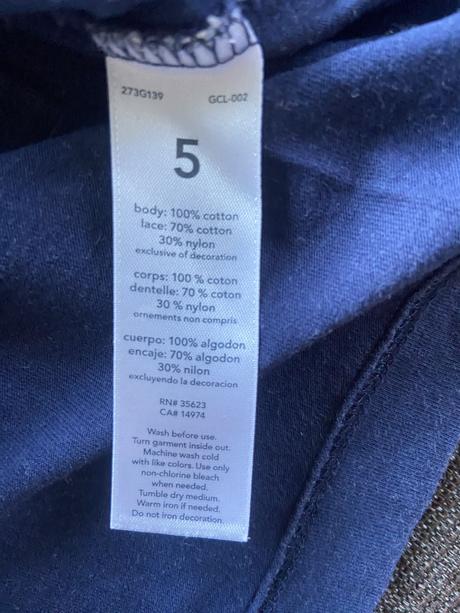 273G139 GCL-002
5
body: 100% cotton
lace: 70% cotton
30% nylon
exclusive of decoration
corps: 100 % coton
dentelle: 70 % coton
30 % nylon
ornements non compris
cuerpo: 100% algodon
encaje: 70% algodon
30% nilon
excluyendo la decoracion
RN# 35623
CA# 14974
Wash before use.
Turn garment inside out.
Machine wash cold
with like colors. Use only
non-chlorine bleach
when needed.
Tumble dry medium.
Warm iron if needed.
Do not iron decoration.